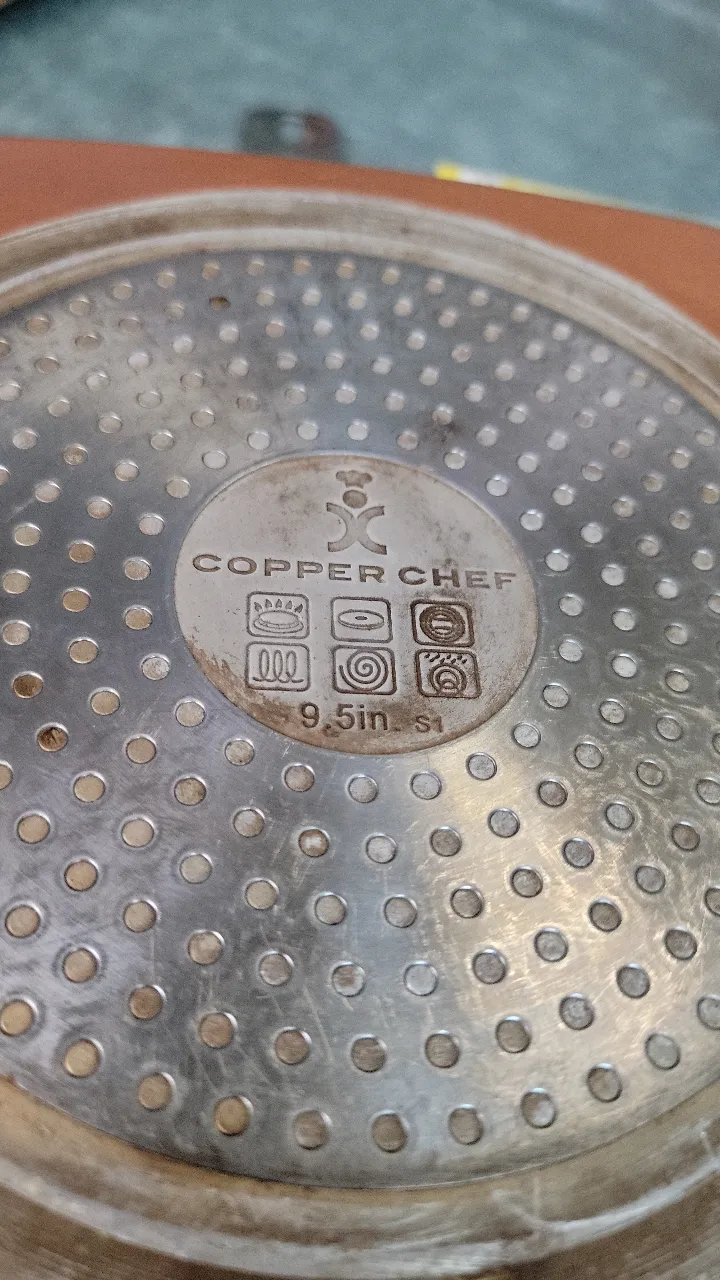 COPPER CHEF
9.5in. S1